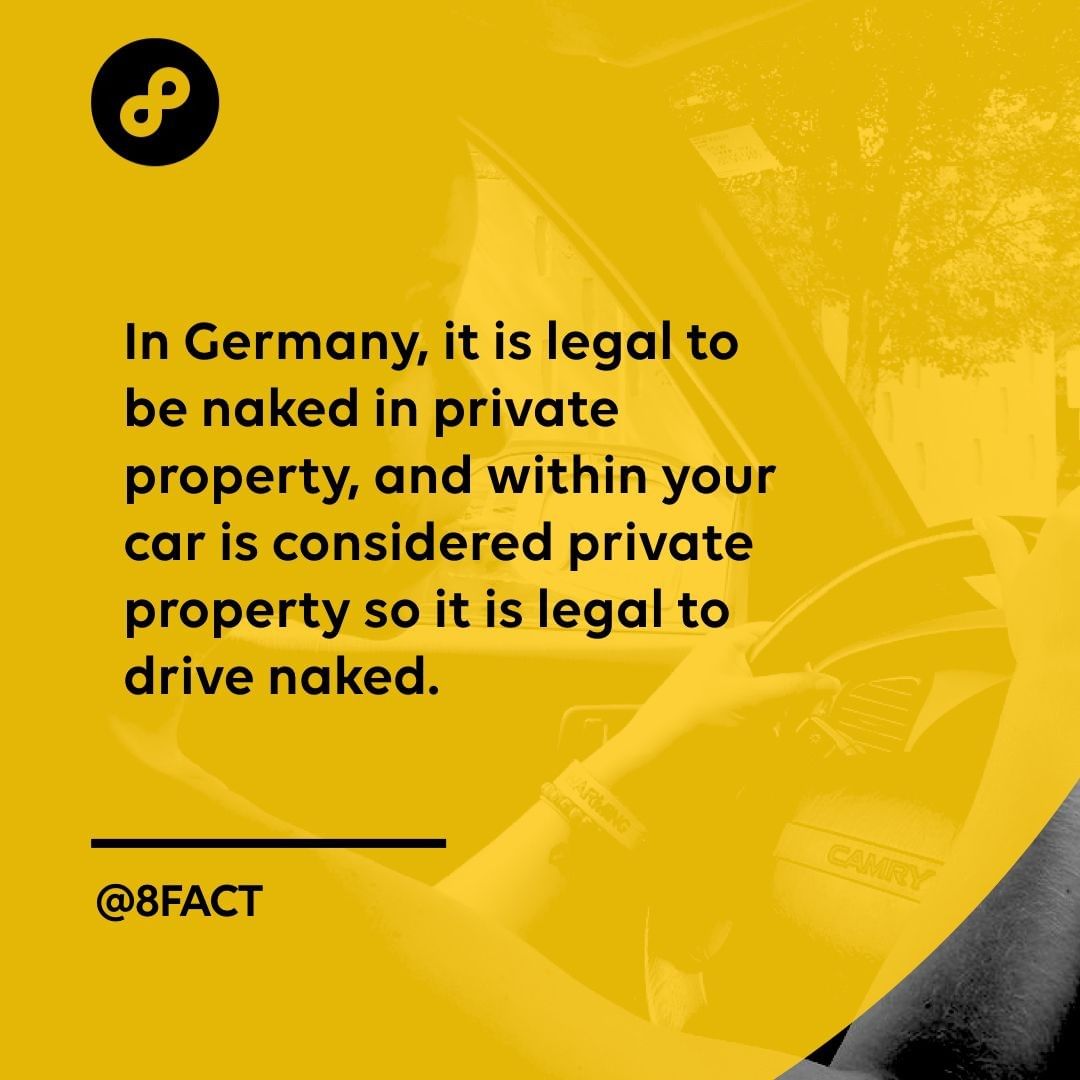 In Germany, it is legal to
be naked in private
property, and within your
car is considered private
property so it is legal to
drive naked.
@8FACT
CAMRY